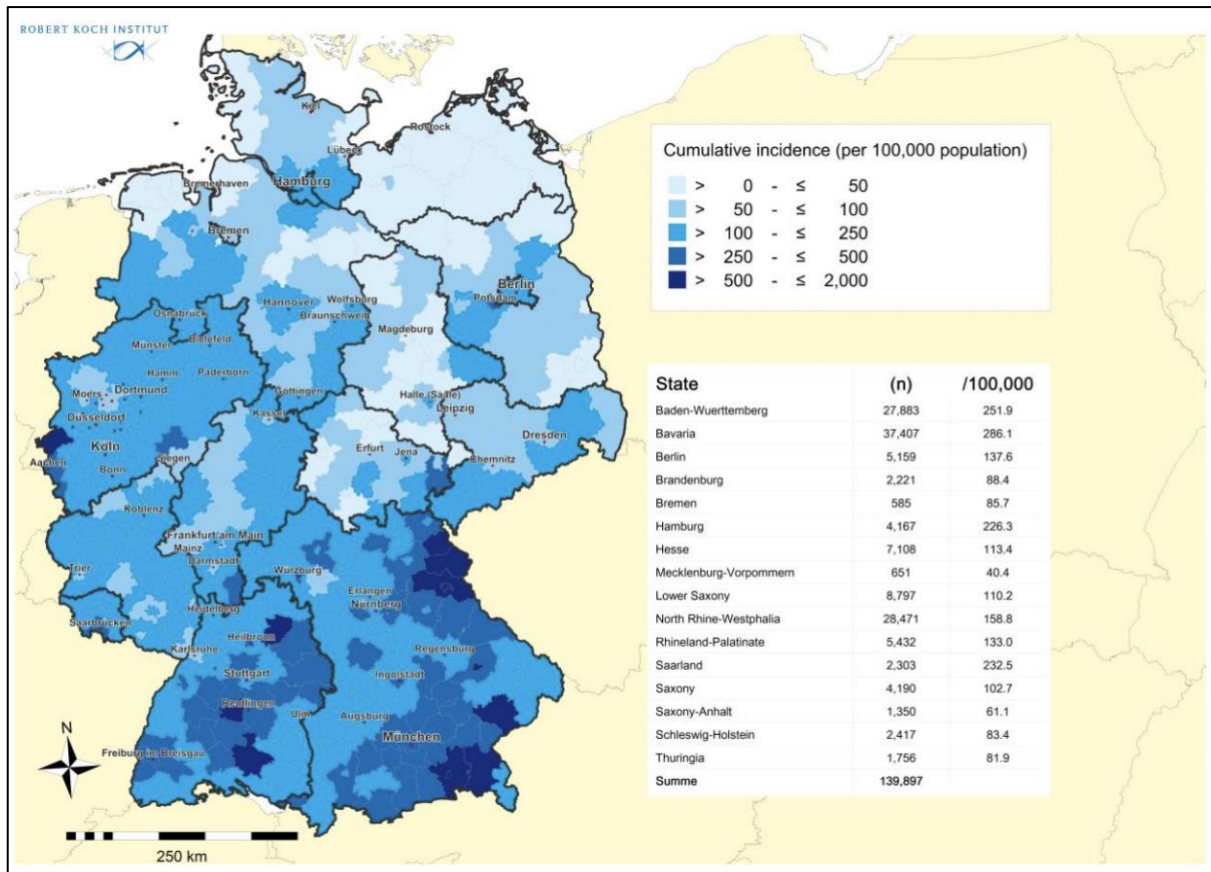 ROBERT KOCH INSTITUT
Kiel
Rostock
Lübeck
Bremerhaven
Hamburg
Bremen
Berlin
Potsdam
Hannover
Wolfsburg
Braunschweig
Magdeburg
Osnabrück
Bielefeld
Münster
Hamm
Paderborn
Moers
Dortmund
Göttingen
Halle (Saale)
Leipzig
Kassel
Düsseldorf
Köln
Dresden
Erfurt
Jena
Chemnitz
Aachen
Siegen
Bonn
Koblenz
Frankfurt am Main
Mainz
Darmstadt
Trier
Würzburg
Erlangen
Nürnberg
Heidelberg
Saarbrücken
Heilbronn
Karlsruhe
Regensburg
Stuttgart
Ingolstadt
Reutlingen
Ulm
Augsburg
München
Freiburg im Breisgau
N
250 km
Cumulative incidence (per 100,000 population)
> 0 - ≤ 50
> 50 - ≤ 100
> 100 - ≤ 250
> 250 - ≤ 500
> 500 - ≤ 2,000
State (n) /100,000
Baden-Wuerttemberg 27,883 251.9
Bavaria 37,407 286.1
Berlin 5,159 137.6
Brandenburg 2,221 88.4
Bremen 585 85.7
Hamburg 4,167 226.3
Hesse 7,108 113.4
Mecklenburg-Vorpommern 651 40.4
Lower Saxony 8,797 110.2
North Rhine-Westphalia 28,471 158.8
Rhineland-Palatinate 5,432 133.0
Saarland 2,303 232.5
Saxony 4,190 102.7
Saxony-Anhalt 1,350 61.1
Schleswig-Holstein 2,417 83.4
Thuringia 1,756 81.9
Summe 139,897